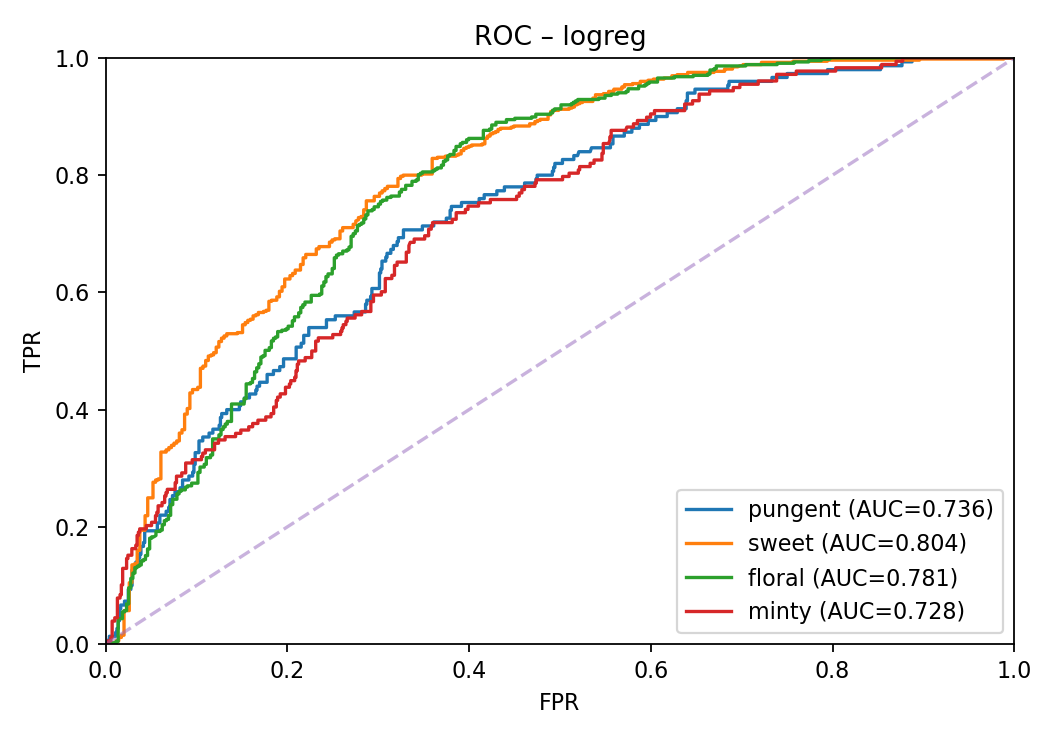 ROC – logreg
1.0
0.8
0.6
0.4
0.2
0.0
TPR
0.0 0.2 0.4 0.6 0.8 1.0
FPR
pungent (AUC=0.736)
sweet (AUC=0.804)
floral (AUC=0.781)
minty (AUC=0.728)